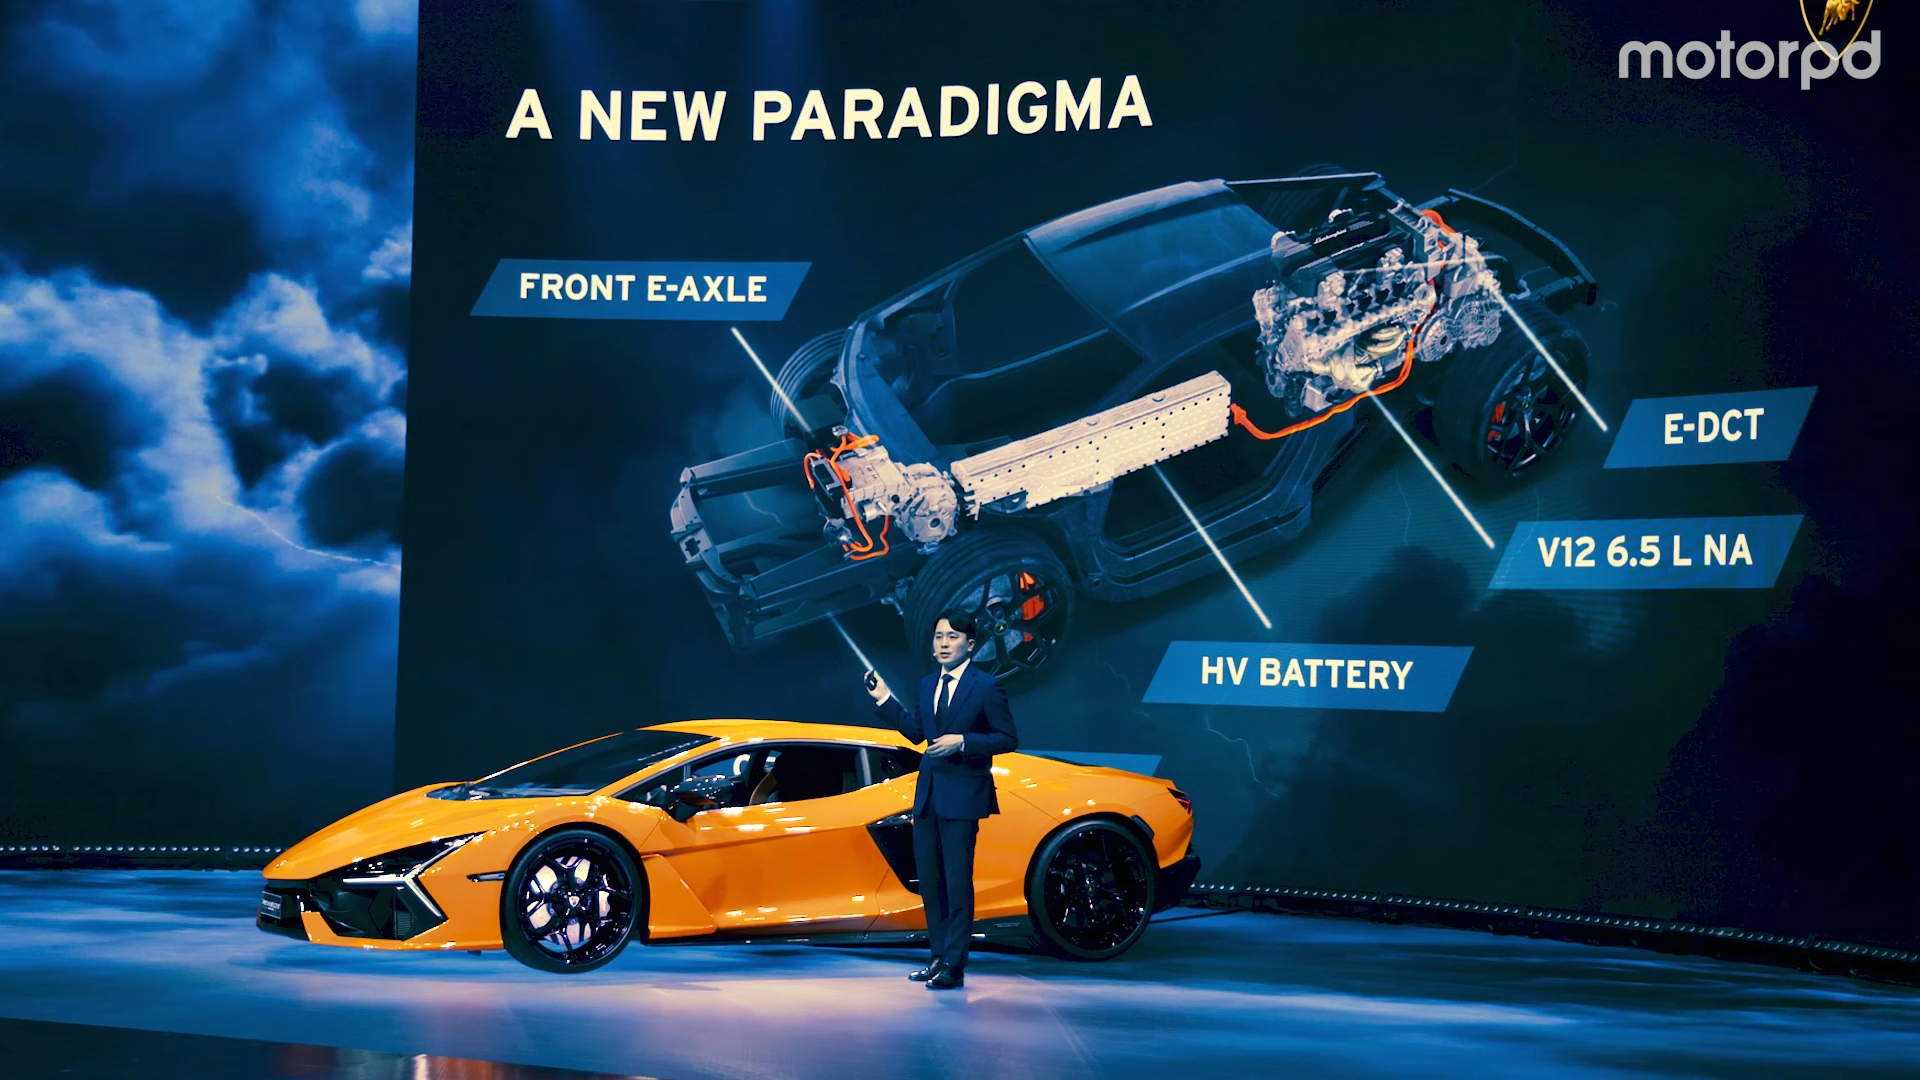 motorpd
A NEW PARADIGMA
FRONT E-AXLE
E-DCT
V12 6.5 L NA
HV BATTERY